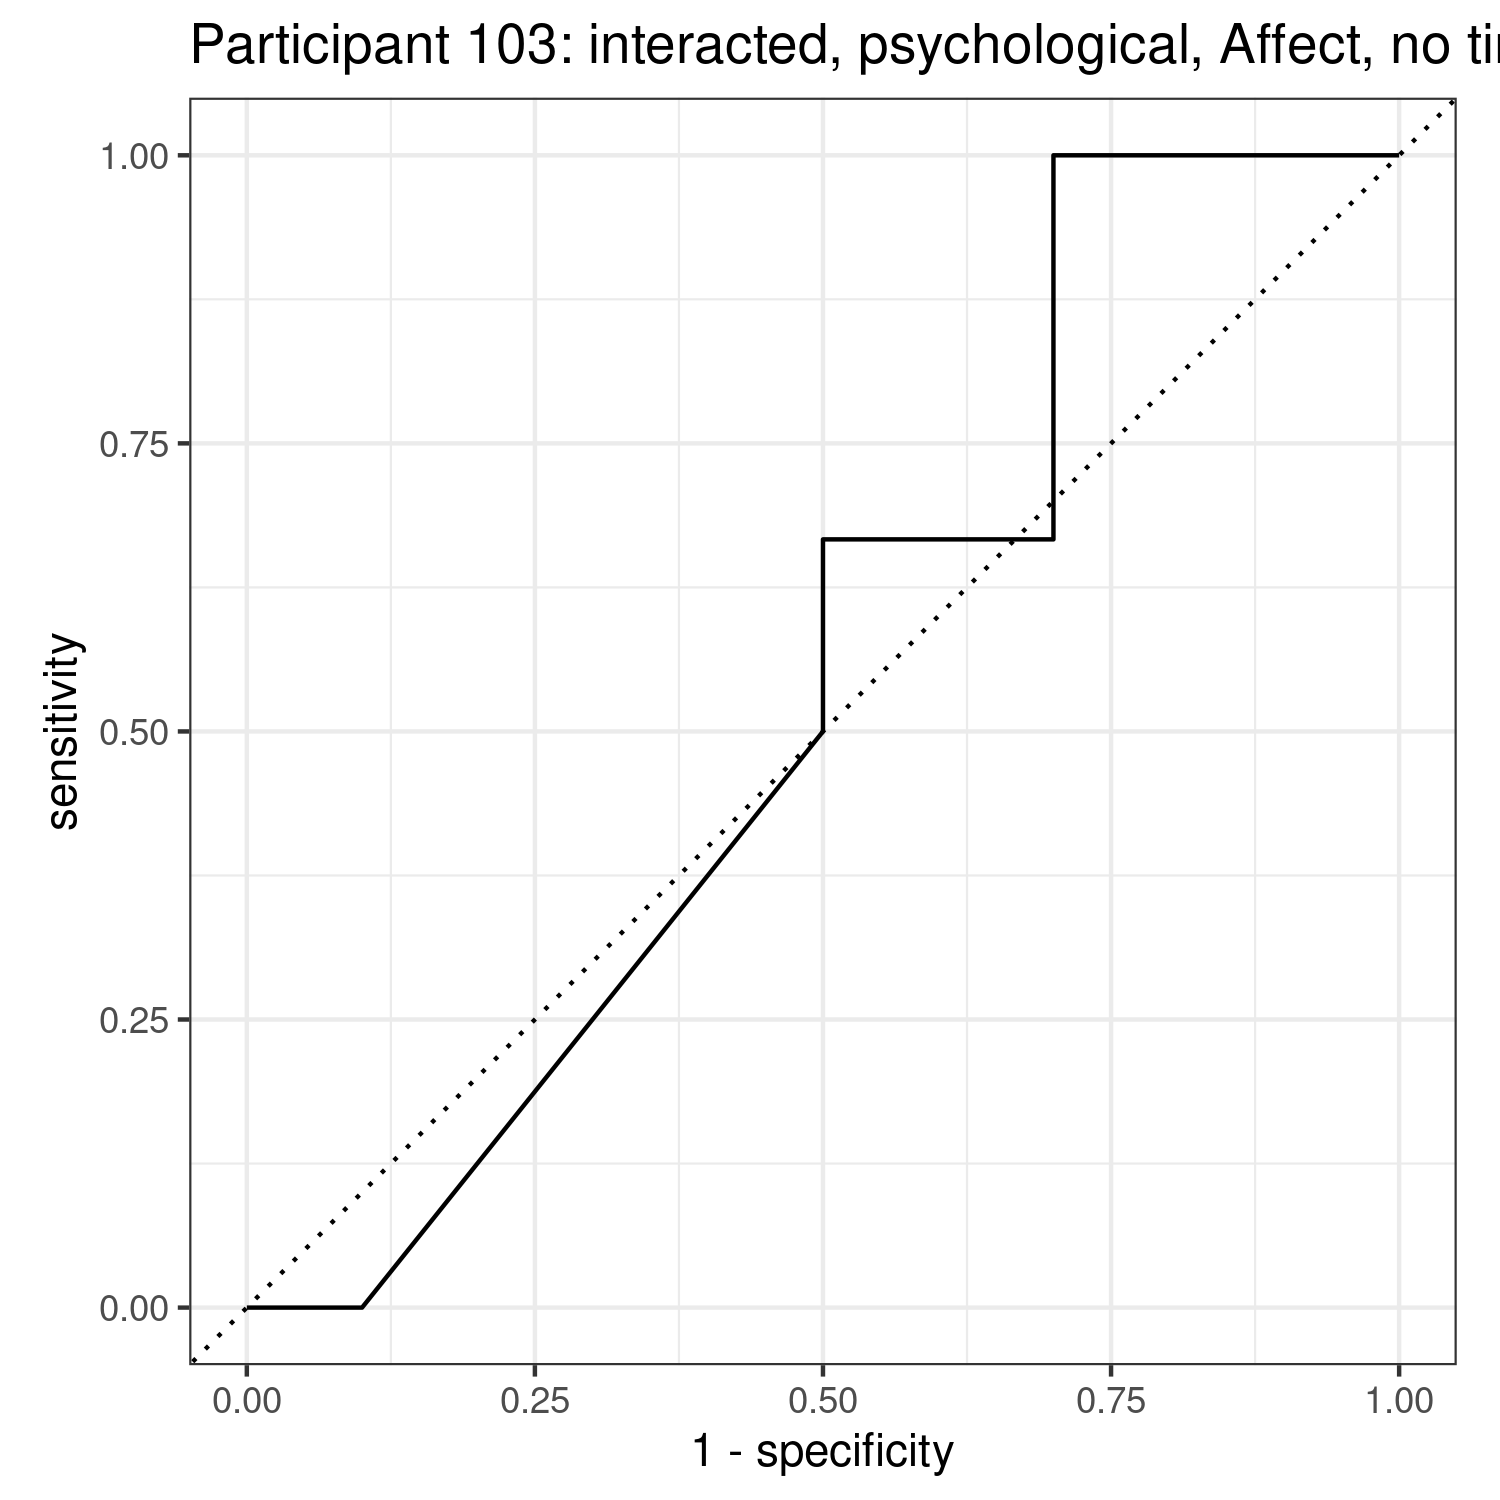 Participant 103: interacted, psychological, Affect, no
1.00
0.75
0.50
0.25
0.00
sensitivity
0.00 0.25 0.50 0.75 1.00
1 - specificity